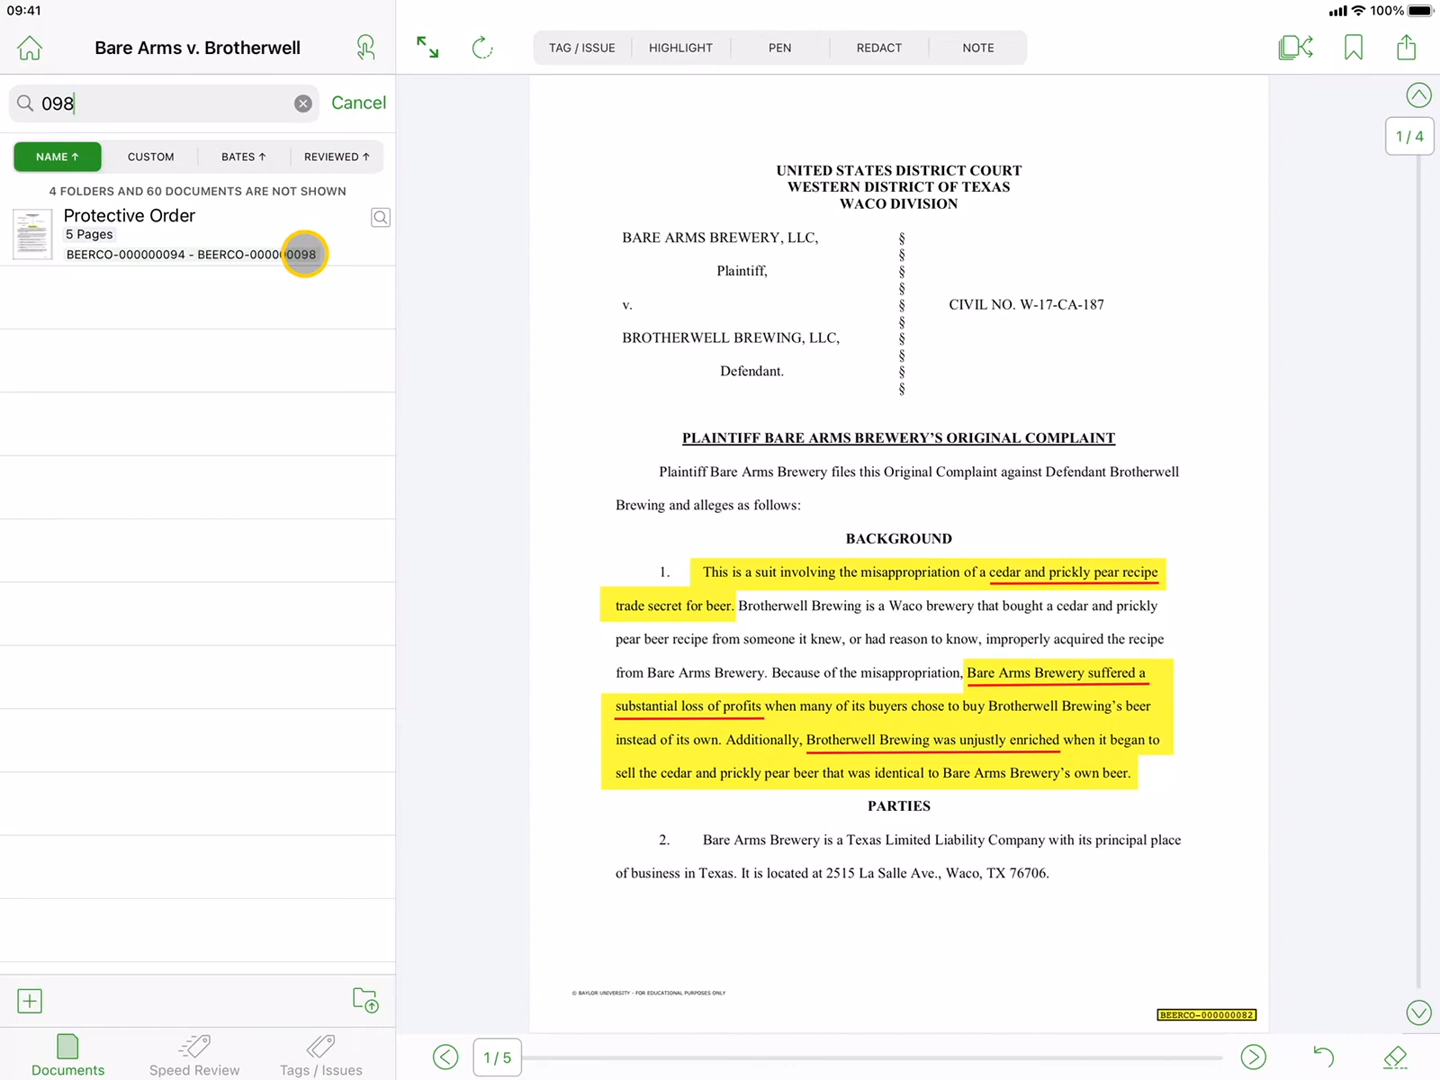 09:41
100%
Bare Arms v. Brotherwell
TAG / ISSUE
HIGHLIGHT
PEN
REDACT
NOTE
098
Cancel
NAME ↑
CUSTOM
BATES ↑
REVIEWED ↑
4 FOLDERS AND 60 DOCUMENTS ARE NOT SHOWN
Protective Order
5 Pages
BEERCO-000000094 - BEERCO-000000098
Documents
Speed Review
Tags / Issues
1 / 4
UNITED STATES DISTRICT COURT
WESTERN DISTRICT OF TEXAS
WACO DIVISION
BARE ARMS BREWERY, LLC, §
§
Plaintiff, §
§
v. § CIVIL NO. W-17-CA-187
§
BROTHERWELL BREWING, LLC, §
§
Defendant. §
§
PLAINTIFF BARE ARMS BREWERY’S ORIGINAL COMPLAINT
Plaintiff Bare Arms Brewery files this Original Complaint against Defendant Brotherwell
Brewing and alleges as follows:
BACKGROUND
1. This is a suit involving the misappropriation of a cedar and prickly pear recipe
trade secret for beer. Brotherwell Brewing is a Waco brewery that bought a cedar and prickly
pear beer recipe from someone it knew, or had reason to know, improperly acquired the recipe
from Bare Arms Brewery. Because of the misappropriation, Bare Arms Brewery suffered a
substantial loss of profits when many of its buyers chose to buy Brotherwell Brewing’s beer
instead of its own. Additionally, Brotherwell Brewing was unjustly enriched when it began to
sell the cedar and prickly pear beer that was identical to Bare Arms Brewery’s own beer.
PARTIES
2. Bare Arms Brewery is a Texas Limited Liability Company with its principal place
of business in Texas. It is located at 2515 La Salle Ave., Waco, TX 76706.
© BAYLOR UNIVERSITY - FOR EDUCATIONAL PURPOSES ONLY
BEERCO-000000082
1 / 5